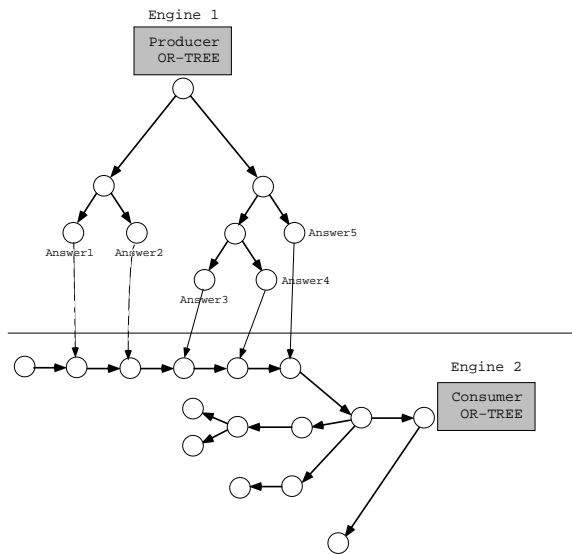 Engine 1
Producer
OR-TREE
Answer5
Answer1
Answer2
Answer4
Answer3
Engine 2
Consumer
OR-TREE